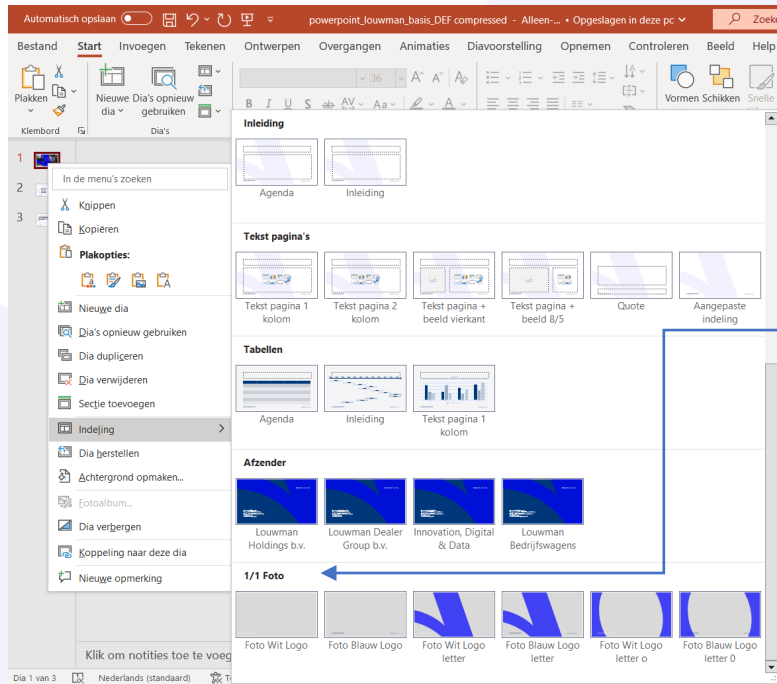 Automatisch opslaan
powerpoint_louwman_basis_DEF compressed - Alleen-... • Opgeslagen in deze pc
Zoeke
Bestand Start Invoegen Tekenen Ontwerpen Overgangen Animaties Diavoorstelling Opnemen Controleren Beeld Help
Plakken
Nieuwe dia
Dia's opnieuw gebruiken
36
B I U S ab AV Aa A
Vormen Schikken Snelle
Klembord
Dia's
1
2
3
In de menu's zoeken
Knippen
Kopiëren
Plakopties:
Nieuwe dia
Dia's opnieuw gebruiken
Dia dupliceren
Dia verwijderen
Sectie toevoegen
Indeling
Dia herstellen
Achtergrond opmaken...
Fotoalbum...
Dia verbergen
Koppeling naar deze dia
Nieuwe opmerking
Inleiding
Agenda Inleiding
Tekst pagina's
Tekst pagina 1 kolom
Tekst pagina 2 kolom
Tekst pagina + beeld vierkant
Tekst pagina + beeld 8/5
Quote
Aangepaste indeling
Tabellen
Agenda
Inleiding
Tekst pagina 1 kolom
Afzender
Louwman Holdings b.v.
Louwman Dealer Group b.v.
Innovation, Digital & Data
Louwman Bedrijfswagens
1/1 Foto
Foto Wit Logo
Foto Blauw Logo
Foto Wit Logo letter
Foto Blauw Logo letter
Foto Wit Logo letter o
Foto Blauw Logo letter 0
Klik om notities toe te voeg
Dia 1 van 3 Nederlands (standaard) To